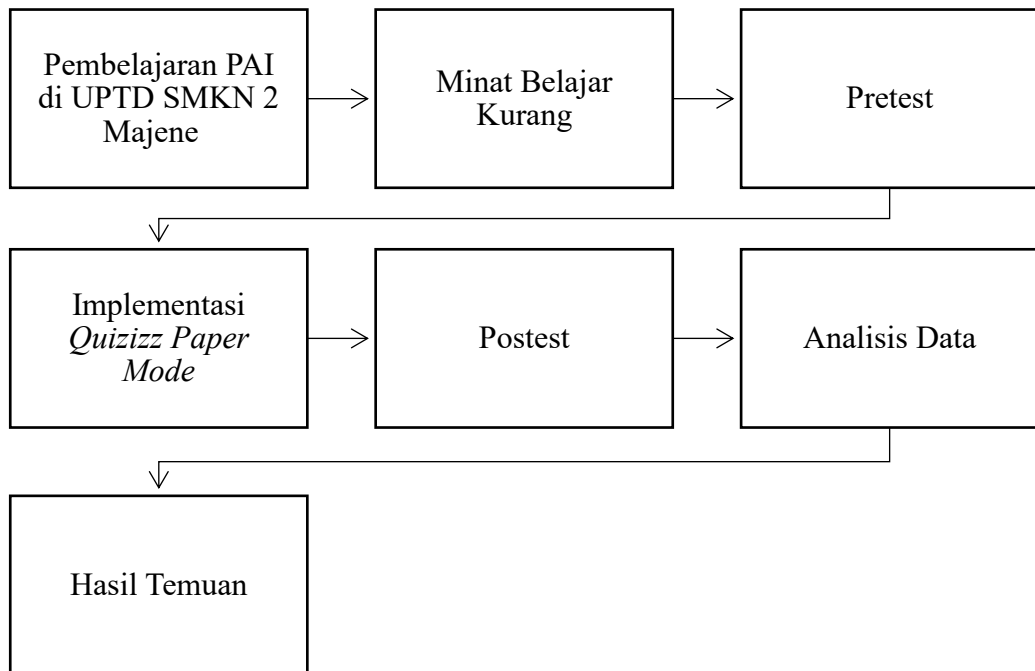 Pembelajaran PAI
di UPTD SMKN 2
Majene
Minat Belajar
Kurang
Pretest
Implementasi
Quizizz Paper
Mode
Postest
Analisis Data
Hasil Temuan